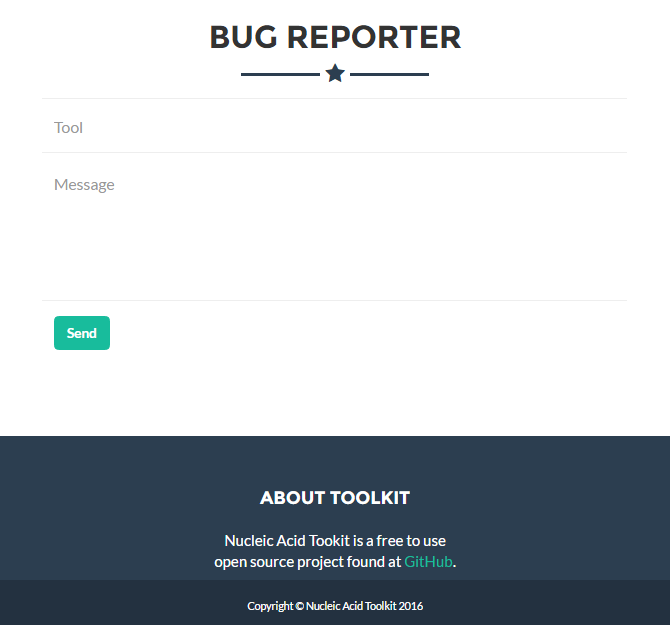 BUG REPORTER
Tool
Message
Send
ABOUT TOOLKIT
Nucleic Acid Tookit is a free to use
open source project found at GitHub.
Copyright © Nucleic Acid Toolkit 2016